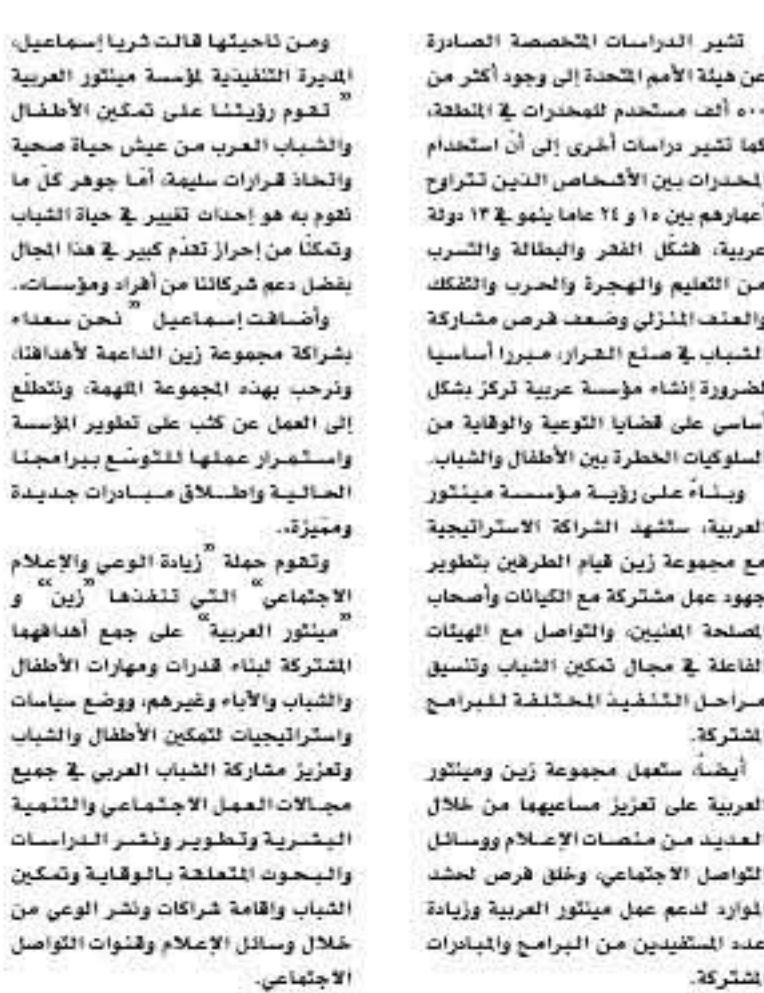 تشير الدراسات المتخصصة الصادرة
عن هيئة الأمم المتحدة إلى وجود أكثر من
٥٠٠ ألف مستخدم للمخدرات في المنطقة،
كما تشير دراسات أخرى إلى أن استخدام
المخدرات بين الأشخاص الذين تتراوح
أعمارهم بين ١٥ و ٢٤ عاما ينمو في ١٣ دولة
عربية، فشكّل الفقر والبطالة والتسرب
من التعليم والهجرة والحرب والتفكك
والعنف المنزلي وضعف فرص مشاركة
الشباب في صنع القرار، مبررا أساسيا
لضرورة إنشاء مؤسسة عربية تركز بشكل
أساسي على قضايا التوعية والوقاية من
السلوكيات الخطرة بين الأطفال والشباب.
وبناءً على رؤية مؤسسة مينتور
العربية، ستشهد الشراكة الاستراتيجية
مع مجموعة زين قيام الطرفين بتطوير
جهود عمل مشتركة مع الكيانات وأصحاب
المصلحة المعنيين، والتواصل مع الهيئات
الفاعلة في مجال تمكين الشباب وتنسيق
مراحل التنفيذ المختلفة للبرامج
المشتركة.
أيضاً، ستعمل مجموعة زين ومينتور
العربية على تعزيز مساعيهما من خلال
العديد من منصات الإعلام ووسائل
التواصل الاجتماعي، وخلق فرص لحشد
الموارد لدعم عمل مينتور العربية وزيادة
عدد المستفيدين من البرامج والمبادرات
المشتركة.
ومن ناحيتها قالت ثريا إسماعيل،
المديرة التنفيذية لمؤسسة مينتور العربية
" تقوم رؤيتنا على تمكين الأطفال
والشباب العرب من عيش حياة صحية
واتخاذ قرارات سليمة، أمّا جوهر كلّ ما
نقوم به هو إحداث تغيير في حياة الشباب
وتمكنّا من إحراز تقدّم كبير في هذا المجال
بفضل دعم شركائنا من أفراد ومؤسسات..
وأضافت إسماعيل " نحن سعداء
بشراكة مجموعة زين الداعمة لأهدافنا،
ونرحب بهذه المجموعة الملهمة، ونتطلّع
إلى العمل عن كثب على تطوير المؤسسة
واستمرار عملها للتوسّع ببرامجنا
الحالية وإطلاق مبادرات جديدة
ومميّزة..
وتقوم حملة "زيادة الوعي والإعلام
الاجتماعي" التي تنفذها "زين" و
"مينتور العربية" على جمع أهدافهما
المشتركة لبناء قدرات ومهارات الأطفال
والشباب والآباء وغيرهم، ووضع سياسات
واستراتيجيات لتمكين الأطفال والشباب
وتعزيز مشاركة الشباب العربي في جميع
مجالات العمل الاجتماعي والتنمية
البشرية وتطوير ونشر الدراسات
والبحوث المتعلقة بالوقاية وتمكين
الشباب وإقامة شراكات ونشر الوعي من
خلال وسائل الإعلام وقنوات التواصل
الاجتماعي.